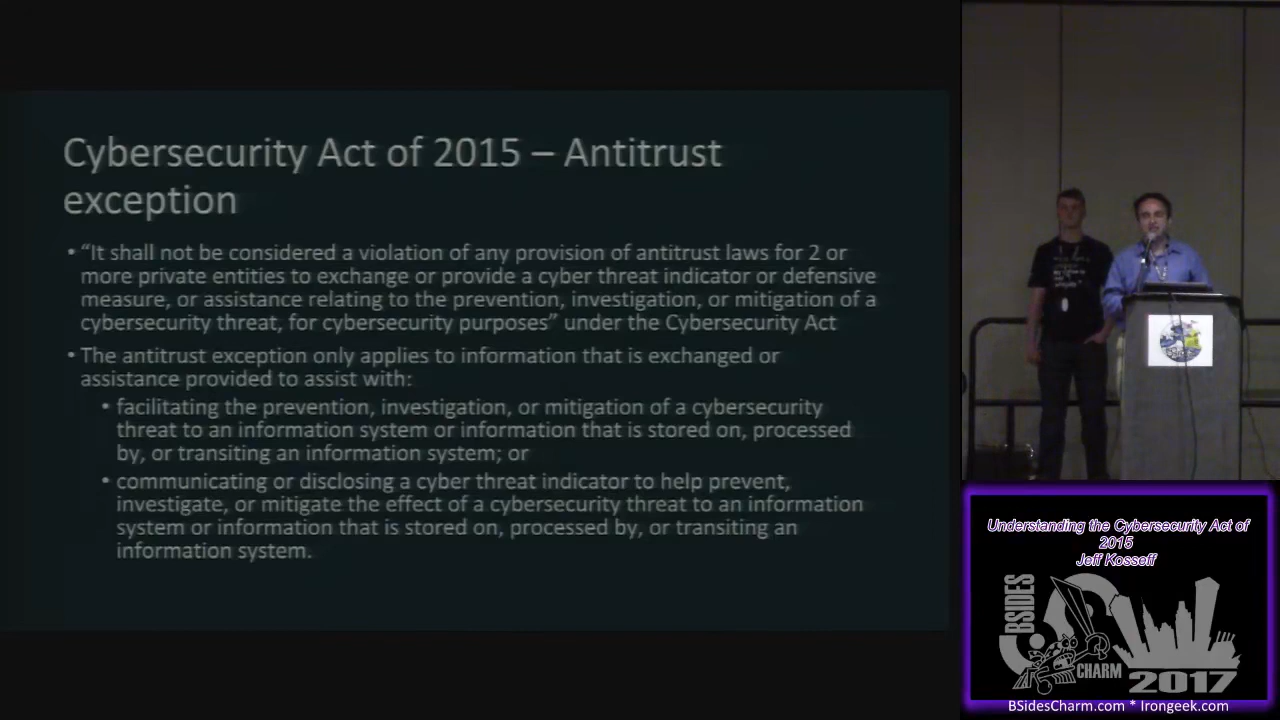 Cybersecurity Act of 2015 – Antitrust
exception
• “It shall not be considered a violation of any provision of antitrust laws for 2 or
more private entities to exchange or provide a cyber threat indicator or defensive
measure, or assistance relating to the prevention, investigation, or mitigation of a
cybersecurity threat, for cybersecurity purposes” under the Cybersecurity Act
• The antitrust exception only applies to information that is exchanged or
assistance provided to assist with:
• facilitating the prevention, investigation, or mitigation of a cybersecurity
threat to an information system or information that is stored on, processed
by, or transiting an information system; or
• communicating or disclosing a cyber threat indicator to help prevent,
investigate, or mitigate the effect of a cybersecurity threat to an information
system or information that is stored on, processed by, or transiting an
information system.
Understanding the Cybersecurity Act of
2015
Jeff Kosseff
BSIDES
CHARM
2017
BSidesCharm.com * Irongeek.com